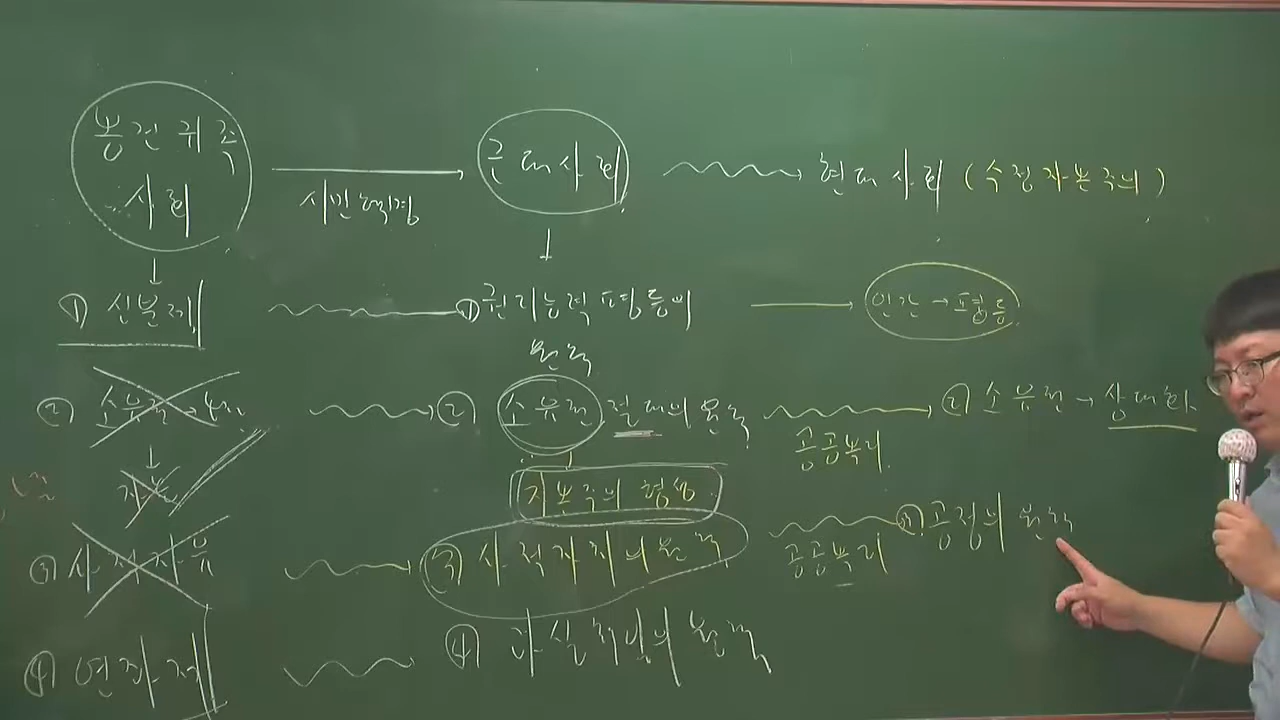 봉건귀족 사회
시민혁명
근대사회
현대사회 (수정자본주의)
① 신분제
① 권리능력 평등의 원칙
인간 → 평등
②
② 소유권 절대의 원칙
공공복리
② 소유권 → 상대화
자본
자본주의 형성
③ 사적자치
③ 사적자치의 원칙
공공복리
③ 공정의 원칙
④ 연좌제
④ 과실책임의 원칙